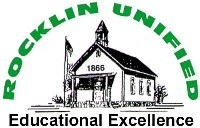 ROCKLIN UNIFIED
1866
Educational Excellence